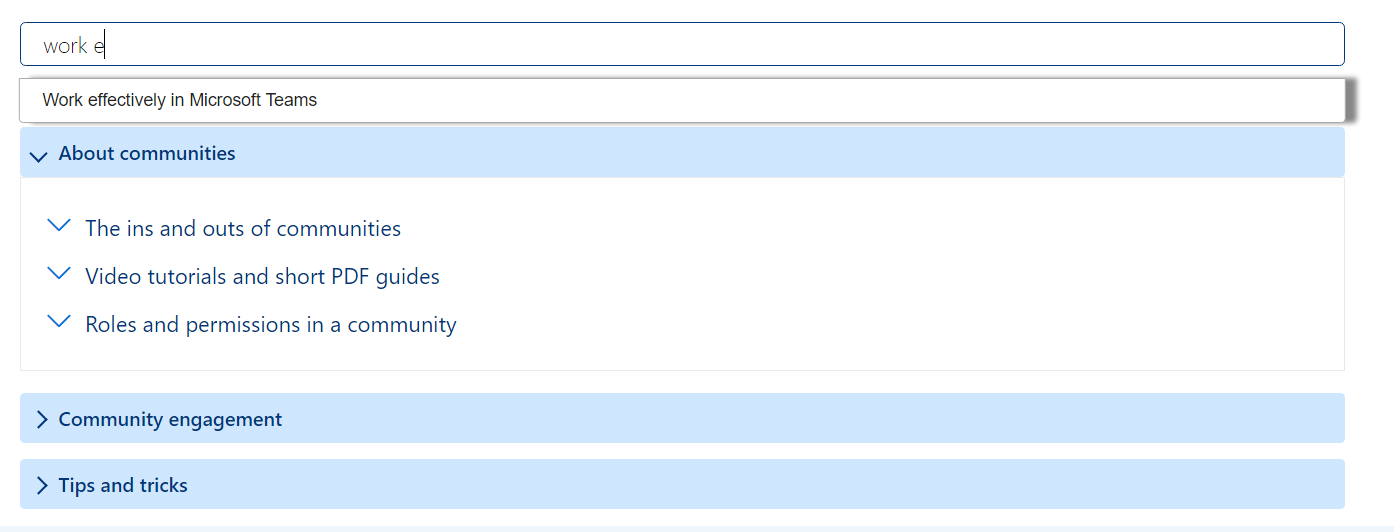 work e
Work effectively in Microsoft Teams
About communities
The ins and outs of communities
Video tutorials and short PDF guides
Roles and permissions in a community
Community engagement
Tips and tricks